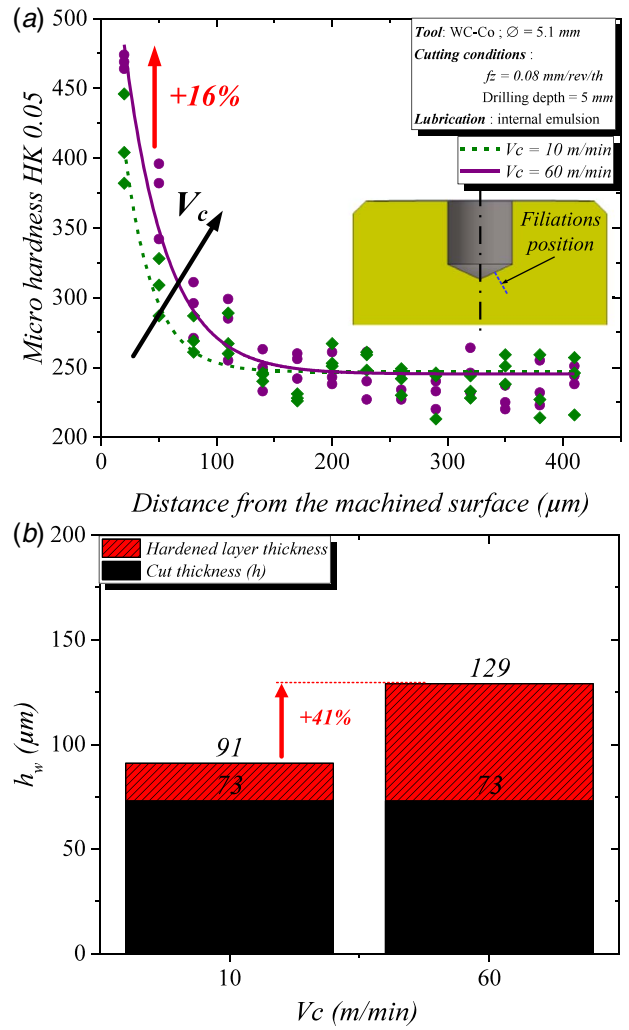 (a)
500
450
400
350
300
250
200
Micro hardness HK 0.05
+16%
Vc
Tool: WC-Co ; Ø = 5.1 mm
Cutting conditions :
fz = 0.08 mm/rev/th
Drilling depth = 5 mm
Lubrication : internal emulsion
Vc = 10 m/min
Vc = 60 m/min
Filiations
position
0 100 200 300 400
Distance from the machined surface (µm)
(b)
200
150
100
50
0
hw (µm)
Hardened layer thickness
Cut thickness (h)
129
+41%
91
73 73
10 60
Vc (m/min)